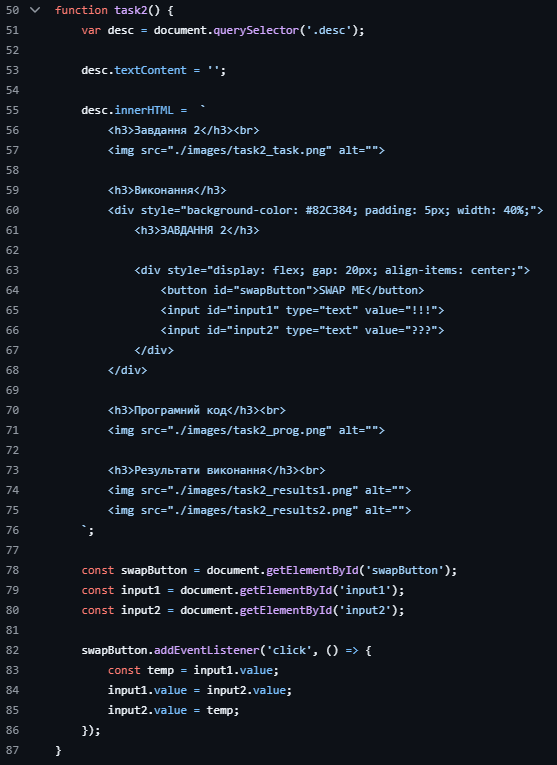 50 function task2() {
51     var desc = document.querySelector('.desc');
52
53     desc.textContent = '';
54
55     desc.innerHTML =  `
56         <h3>Завдання 2</h3><br>
57         <img src="./images/task2_task.png" alt="">
58
59         <h3>Виконання</h3>
60         <div style="background-color: #82C384; padding: 5px; width: 40%;">
61             <h3>ЗАВДАННЯ 2</h3>
62
63             <div style="display: flex; gap: 20px; align-items: center;">
64                 <button id="swapButton">SWAP ME</button>
65                 <input id="input1" type="text" value="!!!">
66                 <input id="input2" type="text" value="???">
67             </div>
68         </div>
69
70         <h3>Програмний код</h3><br>
71         <img src="./images/task2_prog.png" alt="">
72
73         <h3>Результати виконання</h3><br>
74         <img src="./images/task2_results1.png" alt="">
75         <img src="./images/task2_results2.png" alt="">
76     `;
77
78     const swapButton = document.getElementById('swapButton');
79     const input1 = document.getElementById('input1');
80     const input2 = document.getElementById('input2');
81
82     swapButton.addEventListener('click', () => {
83         const temp = input1.value;
84         input1.value = input2.value;
85         input2.value = temp;
86     });
87 }